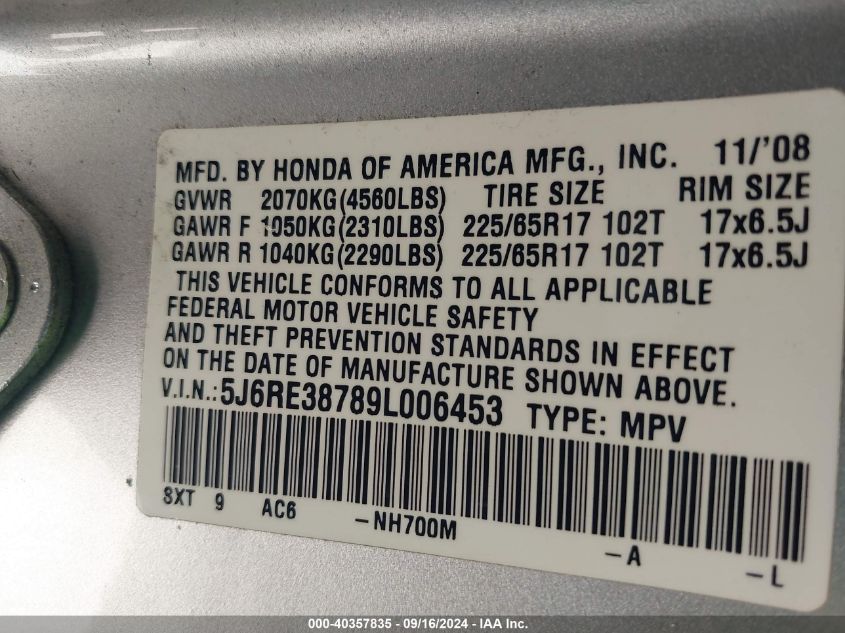 MFD. BY HONDA OF AMERICA MFG., INC. 11/'08
GVWR 2070KG(4560LBS) TIRE SIZE RIM SIZE
GAWR F 1050KG(2310LBS) 225/65R17 102T 17x6.5J
GAWR R 1040KG(2290LBS) 225/65R17 102T 17x6.5J
THIS VEHICLE CONFORMS TO ALL APPLICABLE
FEDERAL MOTOR VEHICLE SAFETY
AND THEFT PREVENTION STANDARDS IN EFFECT
ON THE DATE OF MANUFACTURE SHOWN ABOVE.
V.I.N.: 5J6RE38789L006453 TYPE: MPV
SXT 9 AC6 -NH700M -A -L
000-40357835 - 09/16/2024 - IAA Inc.